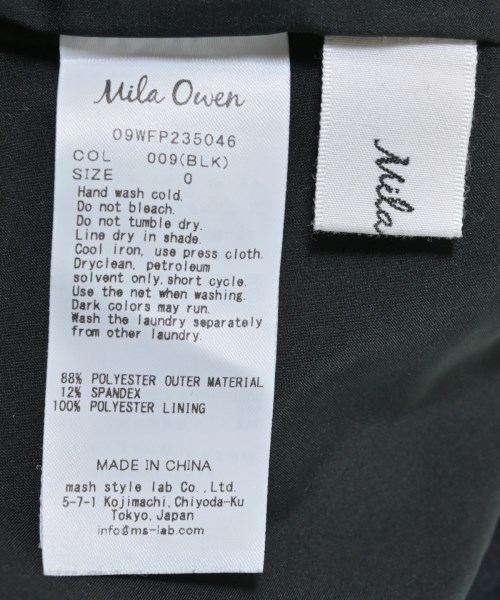 Mila Owen
09WFP235046
COL 009(BLK)
SIZE 0
Hand wash cold.
Do not bleach.
Do not tumble dry.
Line dry in shade.
Cool iron, use press cloth.
Dryclean, petroleum
solvent only.short cycle.
Use the net when washing.
Dark colors may run.
Wash the laundry separately
from other laundry.
88% POLYESTER OUTER MATERIAL
12% SPANDEX
100% POLYESTER LINING
MADE IN CHINA
mash style lab Co.,Ltd.
5-7-1 Kojimachi,Chiyoda-Ku
Tokyo,Japan
info@ms-lab.com
Mila